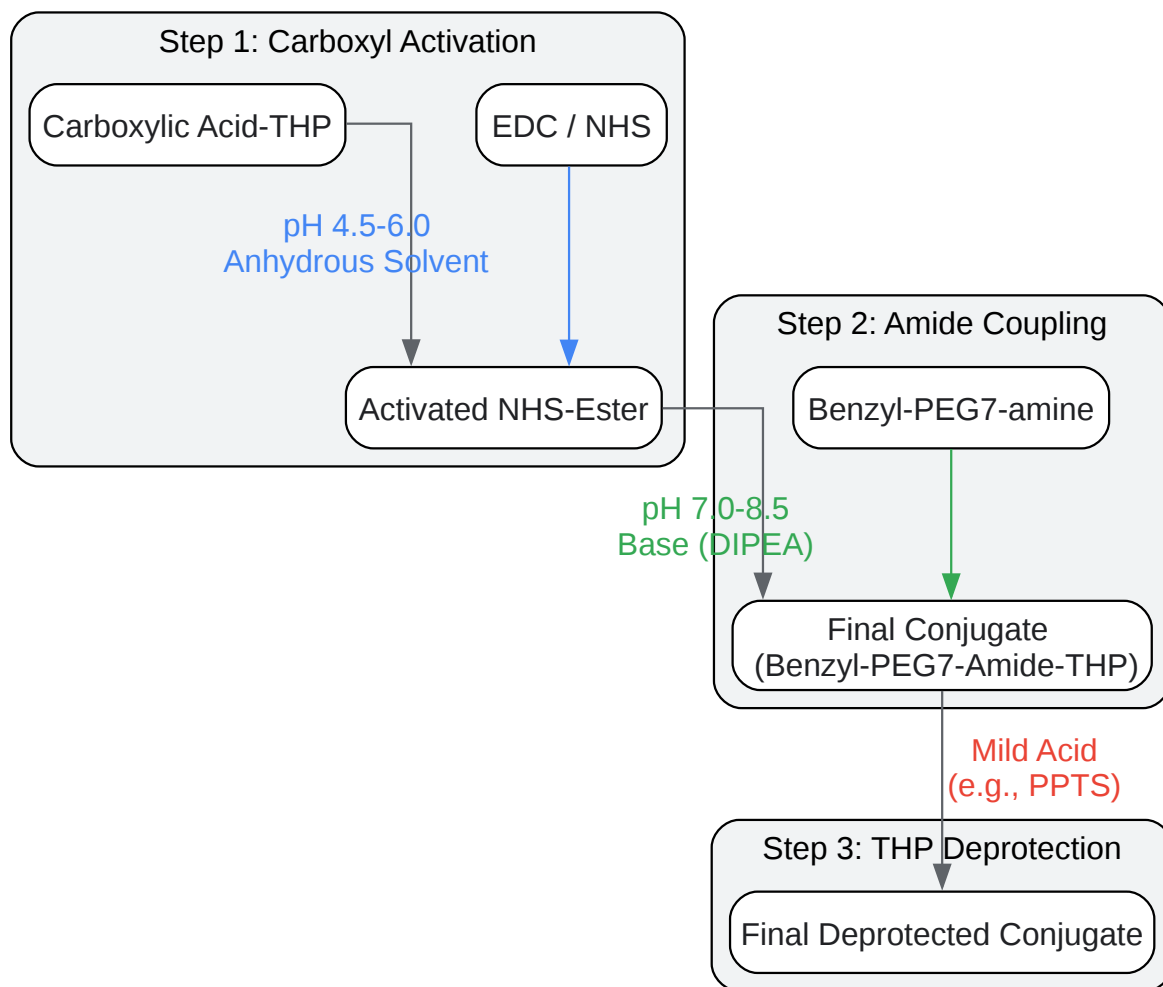 Step 1: Carboxyl Activation
Carboxylic Acid-THP
EDC / NHS
pH 4.5-6.0
Anhydrous Solvent
Activated NHS-Ester
Step 2: Amide Coupling
Benzyl-PEG7-amine
pH 7.0-8.5
Base (DIPEA)
Final Conjugate
(Benzyl-PEG7-Amide-THP)
Mild Acid
(e.g., PPTS)
Step 3: THP Deprotection
Final Deprotected Conjugate